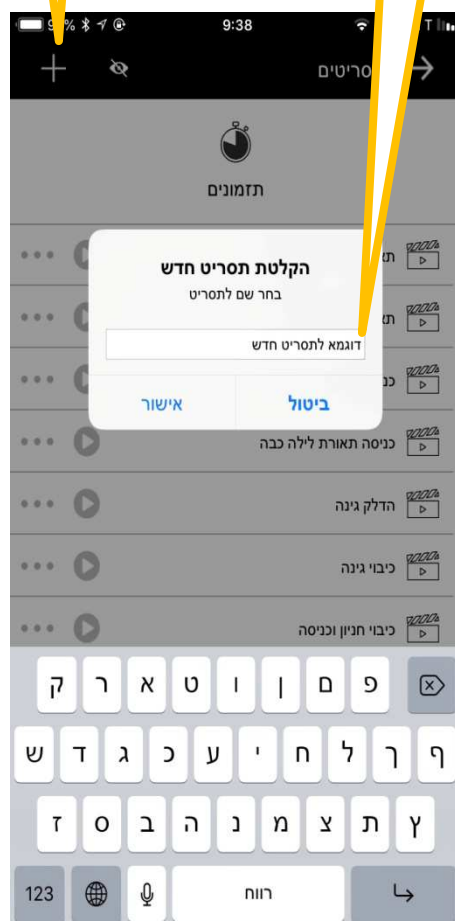 9:38
תזמונים
הקלטת תסריט חדש
בחר שם לתסריט
דוגמא לתסריט חדש
ביטול
אישור
כניסה תאורת לילה כבה
הדלק גינה
כיבוי גינה
כיבוי חניון וכניסה
פ ם ן ו ט א ר ק
ף ך ל ח י ע כ ג ד ש
ץ ת צ מ נ ה ב ס ז
רווח
123